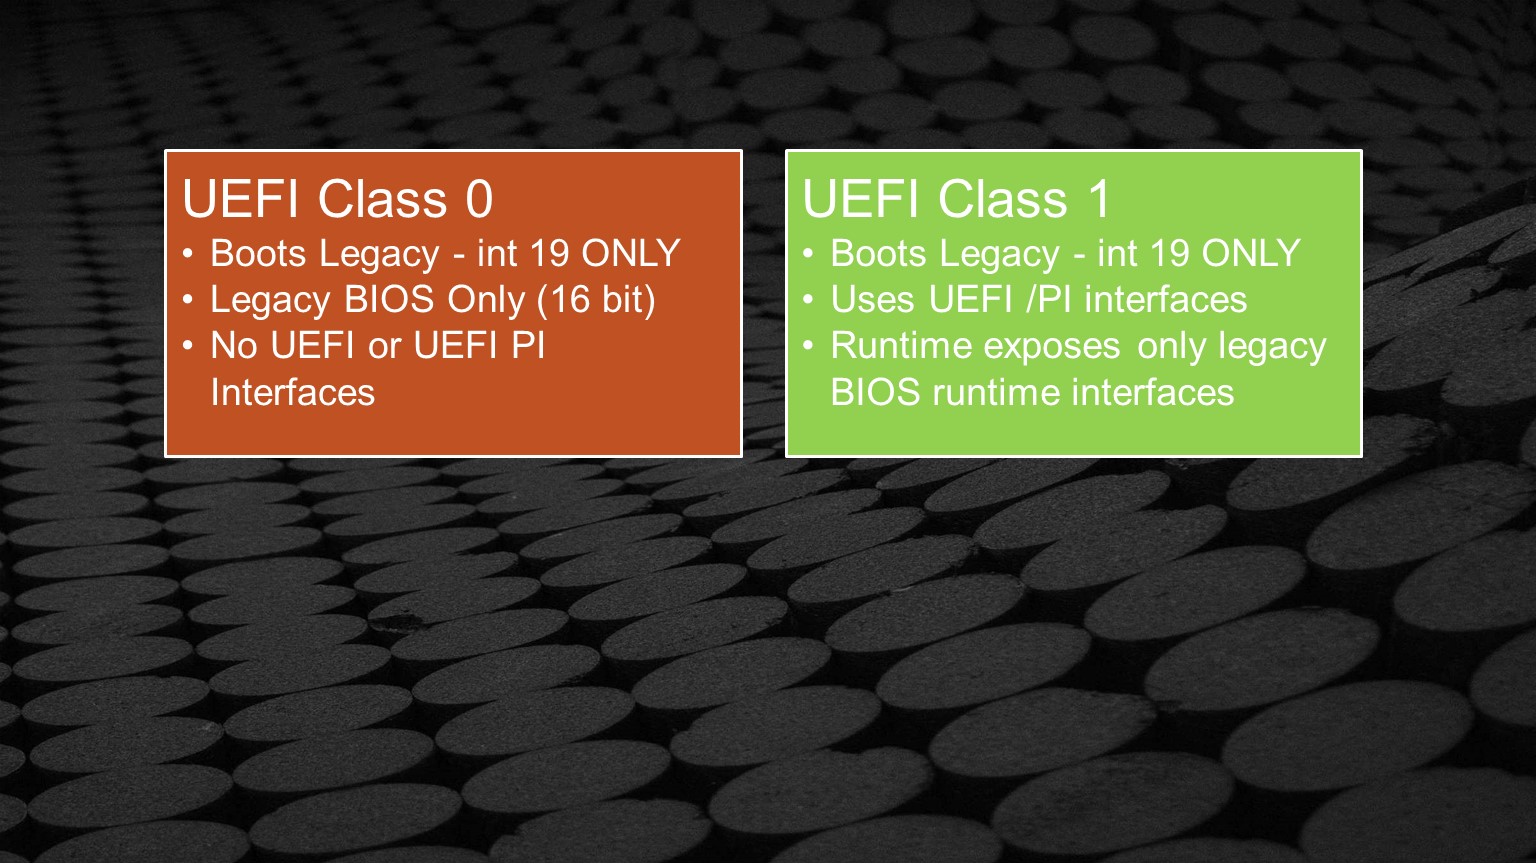 UEFI Class 0
• Boots Legacy - int 19 ONLY
• Legacy BIOS Only (16 bit)
• No UEFI or UEFI PI
Interfaces
UEFI Class 1
• Boots Legacy - int 19 ONLY
• Uses UEFI /PI interfaces
• Runtime exposes only legacy
BIOS runtime interfaces